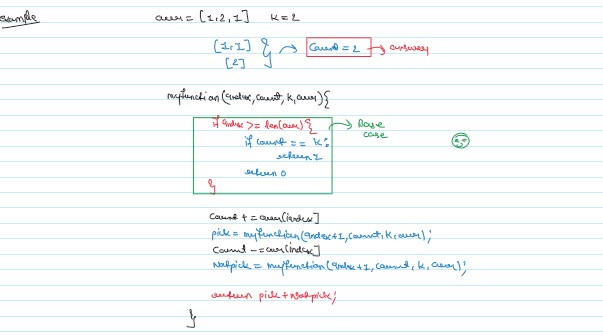 Example
arr = [1,2,1] k=2
[1,1] } → Count = 2 → answer
[2]
myfunction(index, count, k, arr){
if index >= len(arr){ → Base case
if count == k:
return 1
return 0
}
Count += arr[index]
pick = myfunction(index+1, count, k, arr);
Count -= arr[index]
Notpick = myfunction(index+1, count, k, arr);
return pick + Notpick;
}